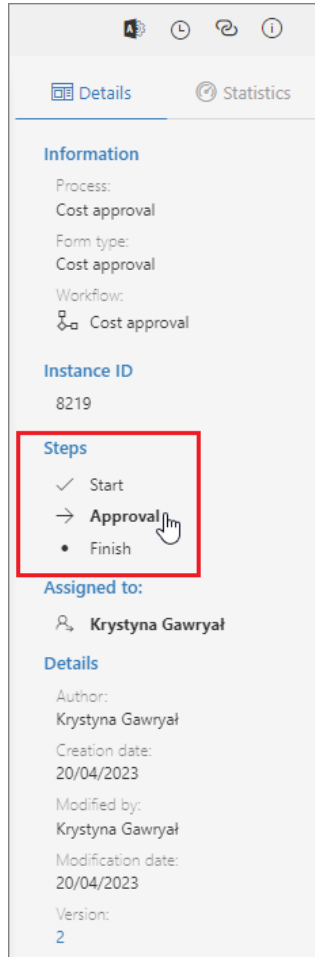 Details
Statistics
Information
Process:
Cost approval
Form type:
Cost approval
Workflow:
Cost approval
Instance ID
8219
Steps
Start
Approval
Finish
Assigned to:
Krystyna Gawryał
Details
Author:
Krystyna Gawryał
Creation date:
20/04/2023
Modified by:
Krystyna Gawryał
Modification date:
20/04/2023
Version:
2